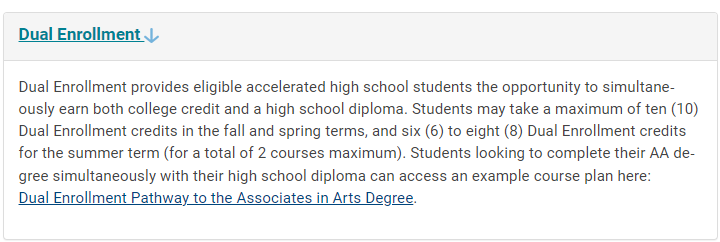 Dual Enrollment
Dual Enrollment provides eligible accelerated high school students the opportunity to simultane-
ously earn both college credit and a high school diploma. Students may take a maximum of ten (10)
Dual Enrollment credits in the fall and spring terms, and six (6) to eight (8) Dual Enrollment credits
for the summer term (for a total of 2 courses maximum). Students looking to complete their AA de-
gree simultaneously with their high school diploma can access an example course plan here:
Dual Enrollment Pathway to the Associates in Arts Degree.